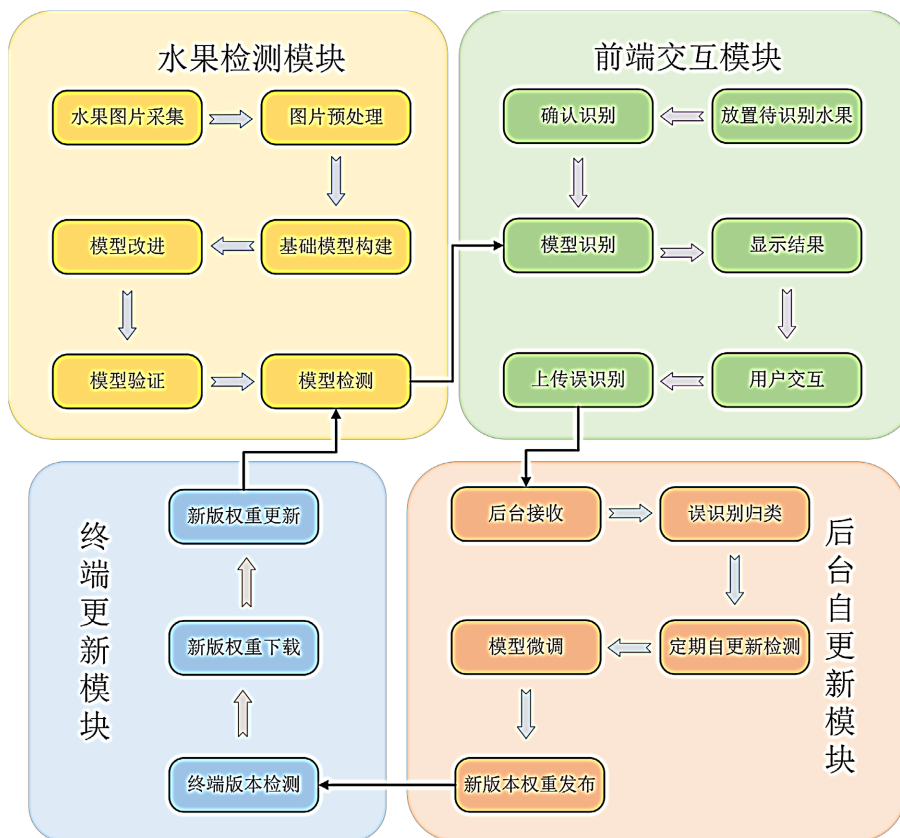 水果检测模块
水果图片采集
图片预处理
模型改进
基础模型构建
模型验证
模型检测
前端交互模块
确认识别
放置待识别水果
模型识别
显示结果
上传误识别
用户交互
终端更新模块
新版权重更新
新版权重下载
终端版本检测
后台自更新模块
后台接收
误识别归类
模型微调
定期自更新检测
新版本权重发布